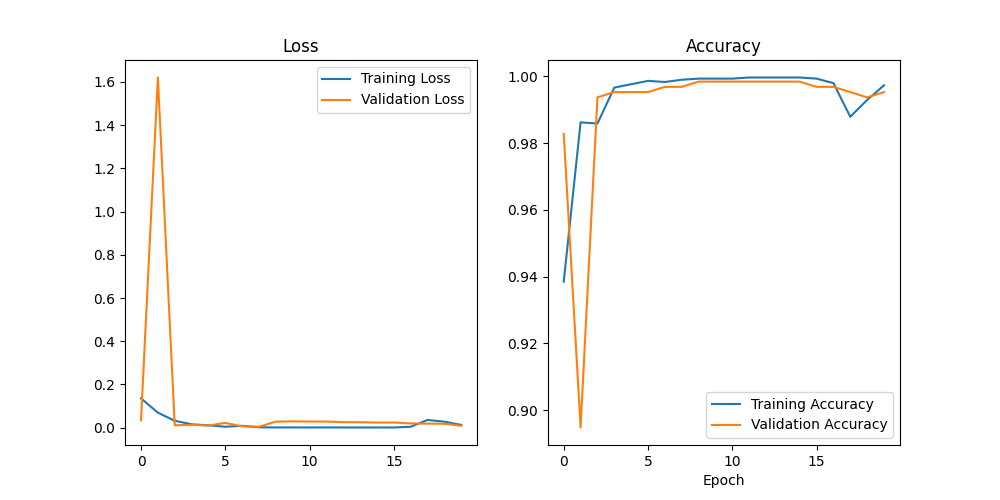 Loss
Training Loss
Validation Loss
1.6
1.4
1.2
1.0
0.8
0.6
0.4
0.2
0.0
0 5 10 15
Accuracy
1.00
0.98
0.96
0.94
0.92
0.90
Training Accuracy
Validation Accuracy
0 5 10 15
Epoch